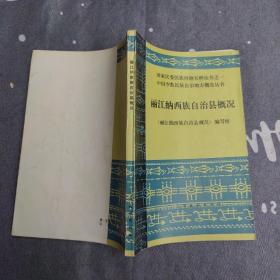 国家民委民族问题五种丛书之一
中国少数民族自治地方概况丛书
丽江纳西族自治县概况
《丽江纳西族自治县概况》编写组
丽江纳西族自治县概况